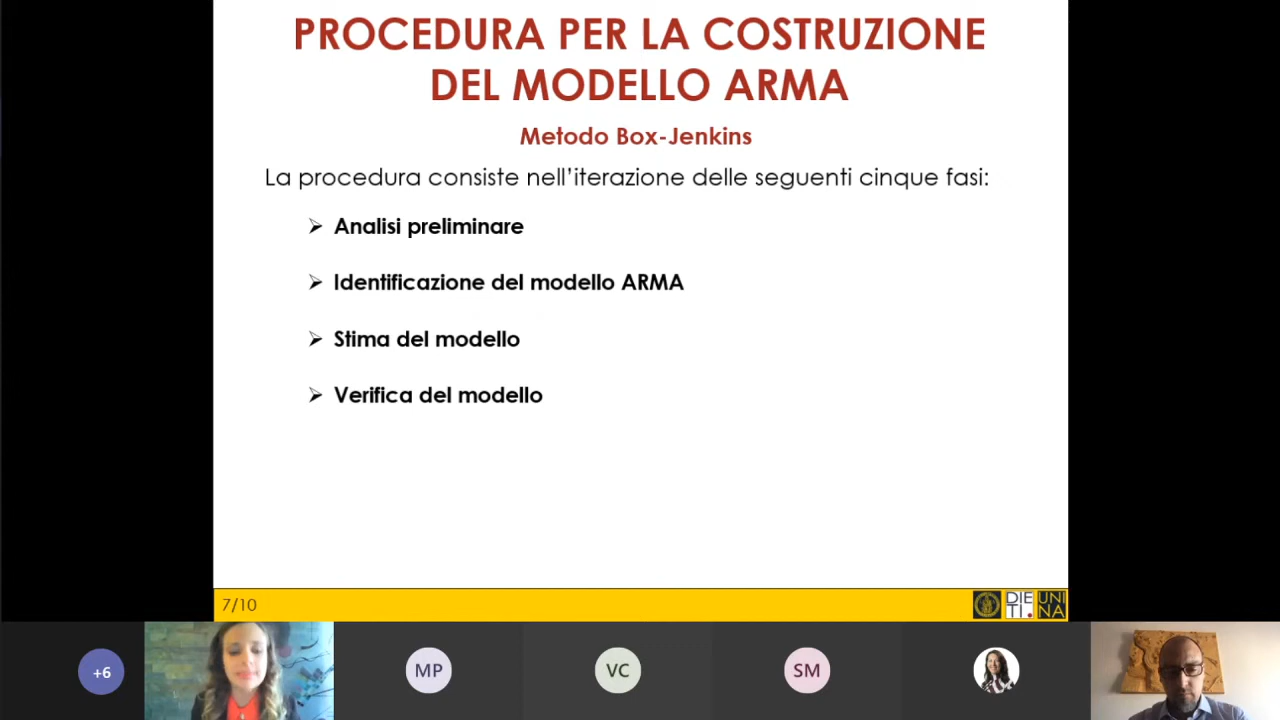 PROCEDURA PER LA COSTRUZIONE
DEL MODELLO ARMA
Metodo Box-Jenkins
La procedura consiste nell'iterazione delle seguenti cinque fasi:
➢ Analisi preliminare
➢ Identificazione del modello ARMA
➢ Stima del modello
➢ Verifica del modello
7/10
DIE
TI.
UNI
NA
+6
MP
VC
SM